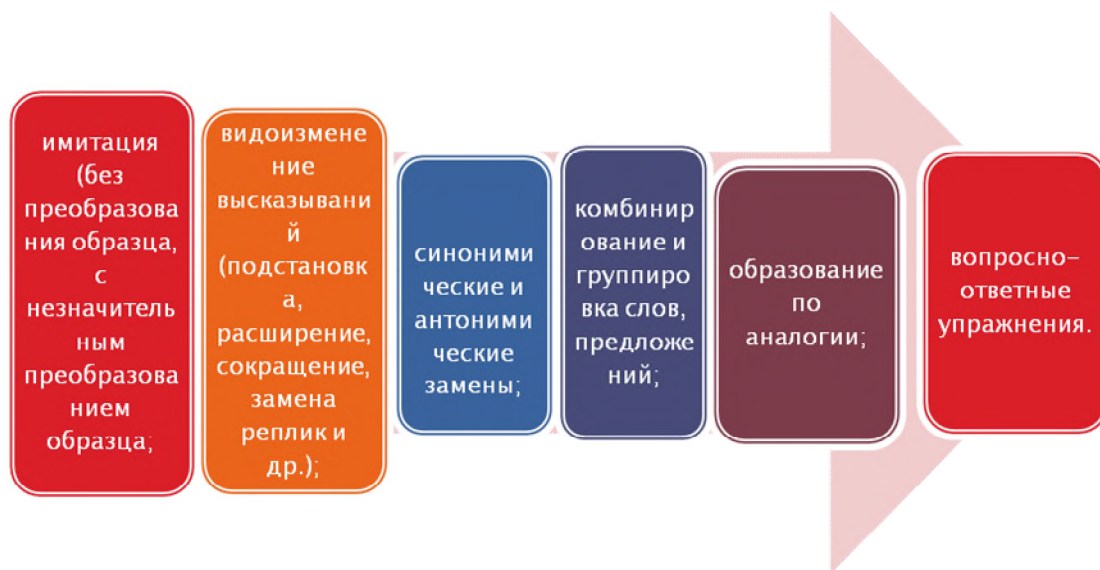 имитация
(без
преобразова
ния образца,
с
незначитель
ным
преобразова
нием
образца;
видоизмене
ние
высказывани
й
(подстановк
а,
расширение,
сокращение,
замена
реплик и
др.);
синоними
ческие и
антоними
ческие
замены;
комбинир
ование и
группиро
вка слов,
предложе
ний;
образование
по
аналогии;
вопросно–
ответные
упражнения.